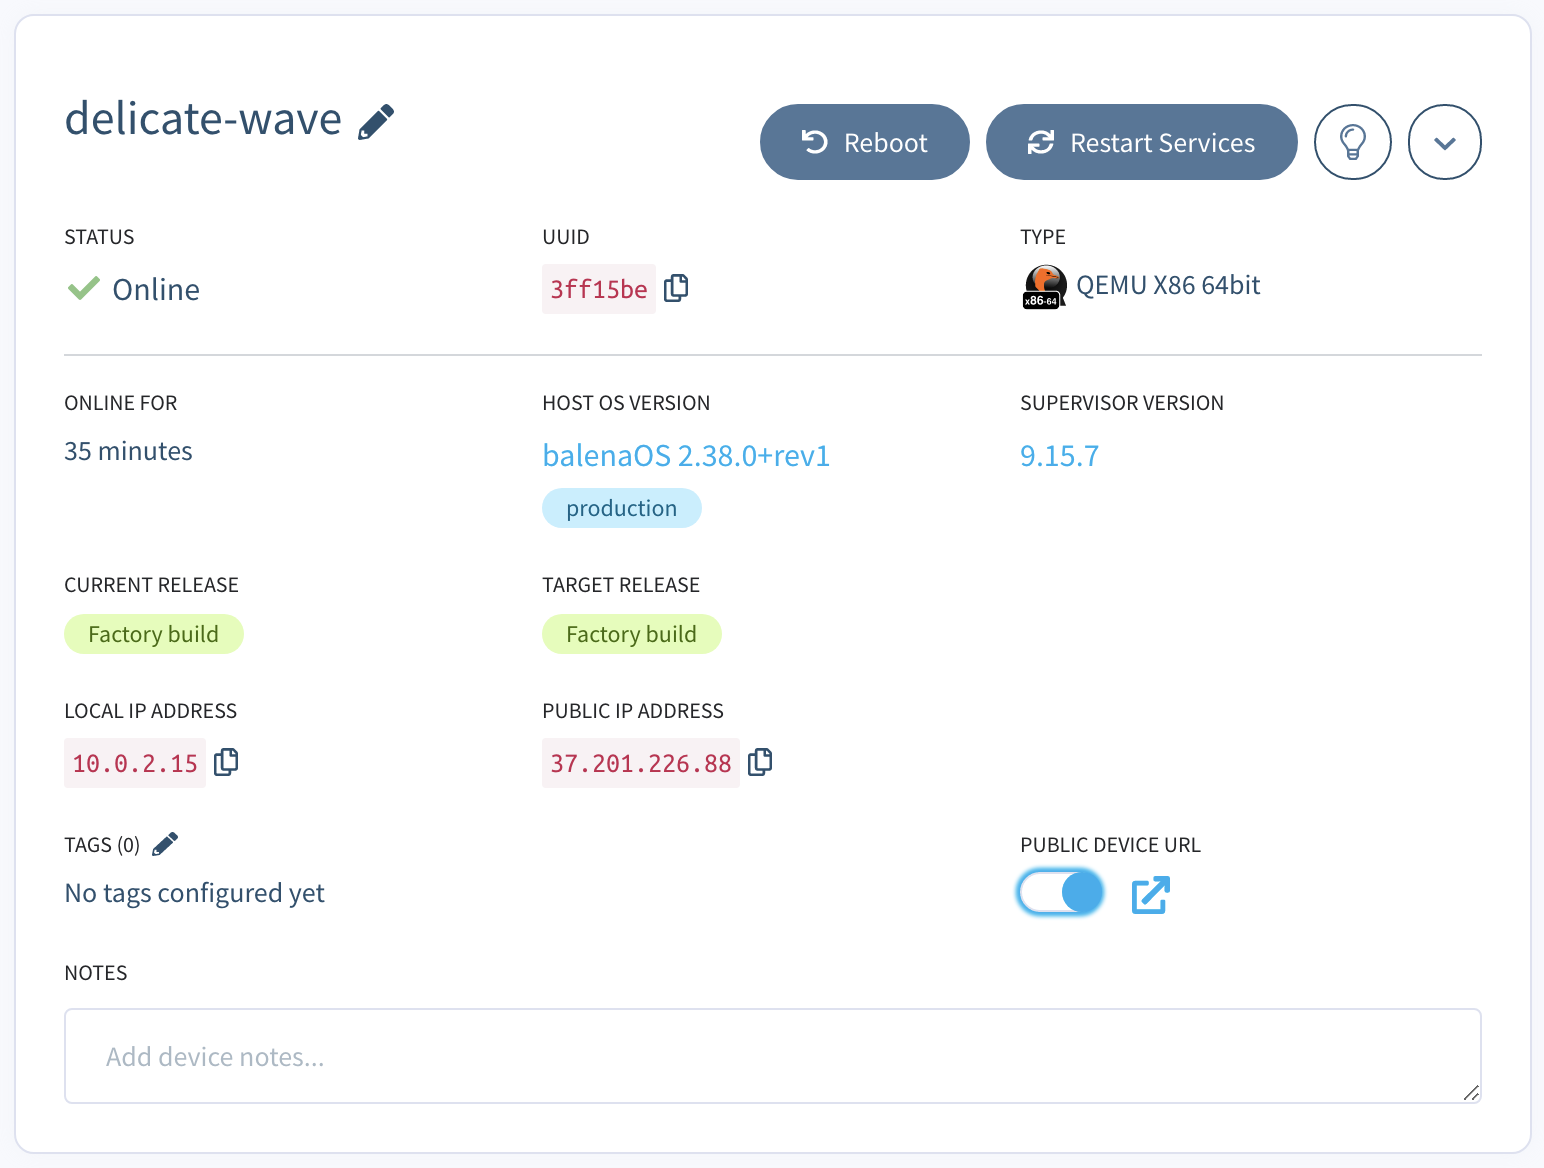 delicate-wave
Reboot
Restart Services
STATUS
UUID
TYPE
Online
3ff15be
x86-64
QEMU X86 64bit
ONLINE FOR
HOST OS VERSION
SUPERVISOR VERSION
35 minutes
balenaOS 2.38.0+rev1
9.15.7
production
CURRENT RELEASE
TARGET RELEASE
Factory build
Factory build
LOCAL IP ADDRESS
PUBLIC IP ADDRESS
10.0.2.15
37.201.226.88
TAGS (0)
PUBLIC DEVICE URL
No tags configured yet
NOTES
Add device notes...